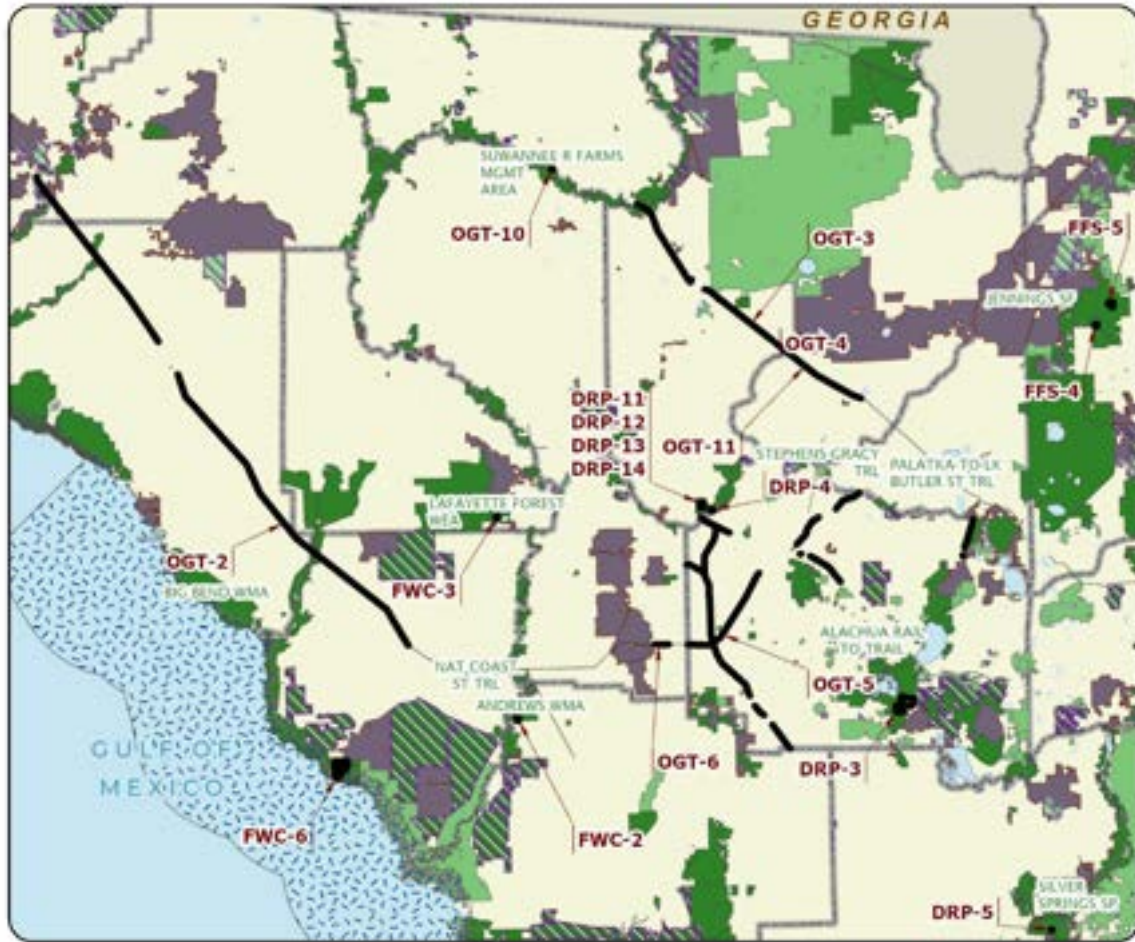 GEORGIA
SUWANNEE R FARMS
MGMT
AREA
OGT-10
OGT-3
FFS-5
JENNINGS SF
OGT-4
FFS-4
DRP-11
DRP-12
DRP-13
DRP-14
OGT-11
STEPHENS-GRACY
TRL
PALATKA-TO-LK
BUTLER ST TRL
DRP-4
LAFAYETTE FOREST
WEA
OGT-2
BIG BEND WMA
FWC-3
ALACHUA RAIL
TO TRAIL
NAT COAST
ST TRL
OGT-5
ANDREWS WMA
GULF OF
MEXICO
OGT-6
DRP-3
FWC-6
FWC-2
SILVER
SPRINGS SP
DRP-5